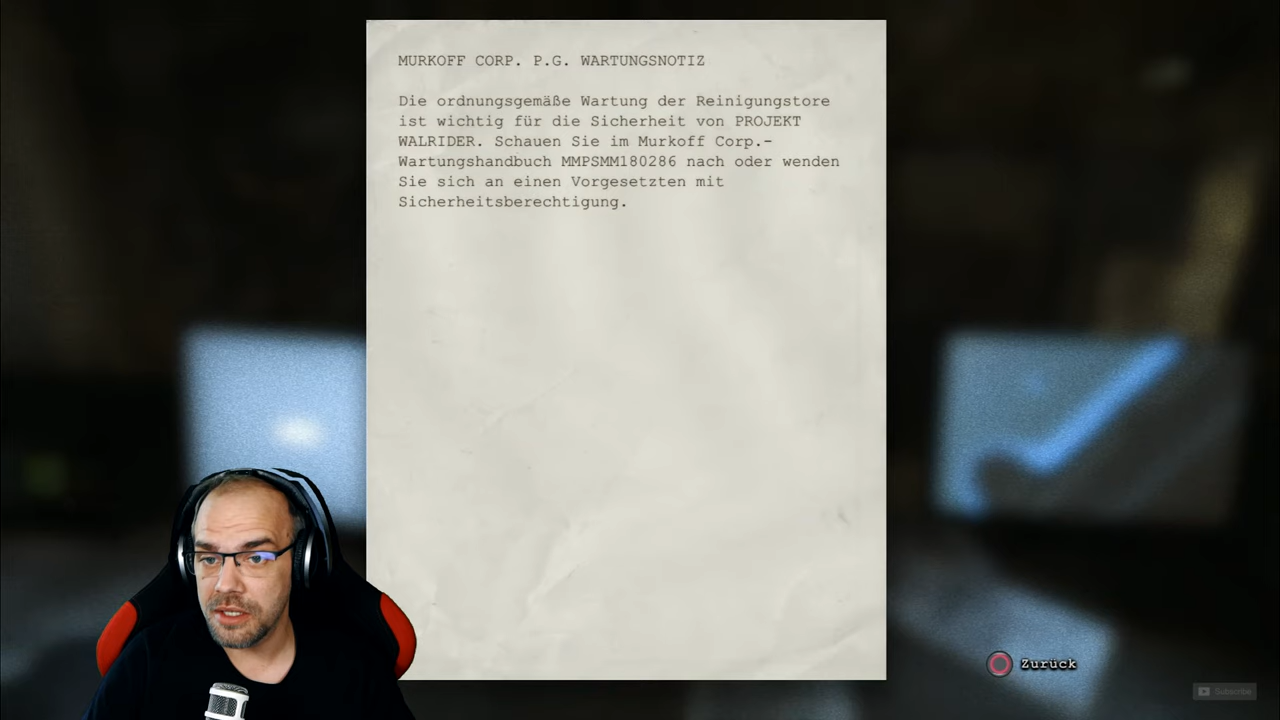 MURKOFF CORP. P.G. WARTUNGSNOTIZ
Die ordnungsgemäße Wartung der Reinigungstore
ist wichtig für die Sicherheit von PROJEKT
WALRIDER. Schauen Sie im Murkoff Corp.-
Wartungshandbuch MMPSMM180286 nach oder wenden
Sie sich an einen Vorgesetzten mit
Sicherheitsberechtigung.
Zurück
Subscribe